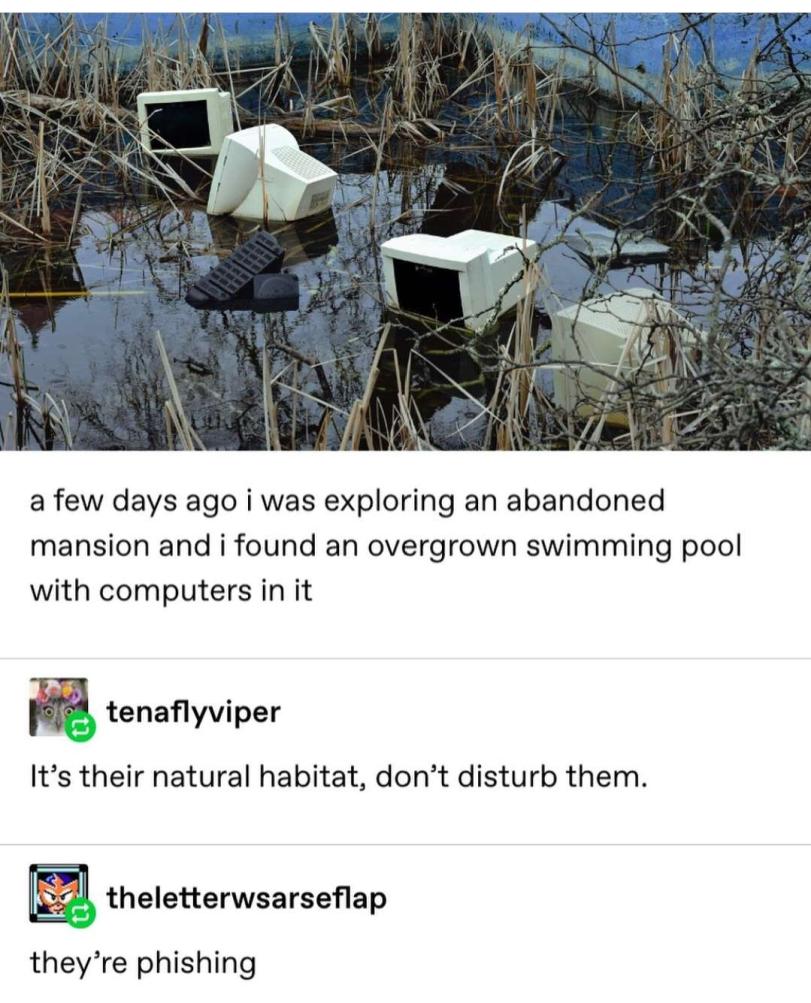 a few days ago i was exploring an abandoned
mansion and i found an overgrown swimming pool
with computers in it
tenaflyviper
It's their natural habitat, don't disturb them.
theletterwsarseflap
they're phishing